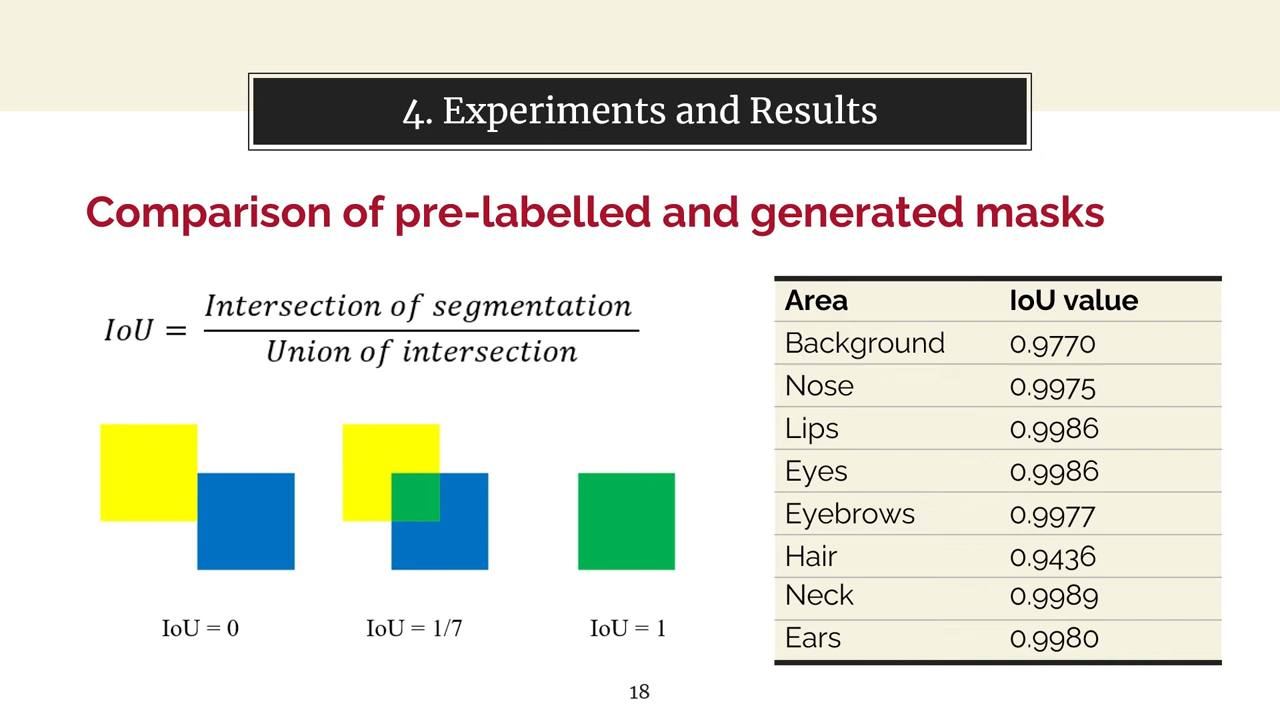 4. Experiments and Results
Comparison of pre-labelled and generated masks
IoU = Intersection of segmentation / Union of intersection
IoU = 0
IoU = 1/7
IoU = 1
Area IoU value
Background 0.9770
Nose 0.9975
Lips 0.9986
Eyes 0.9986
Eyebrows 0.9977
Hair 0.9436
Neck 0.9989
Ears 0.9980
18